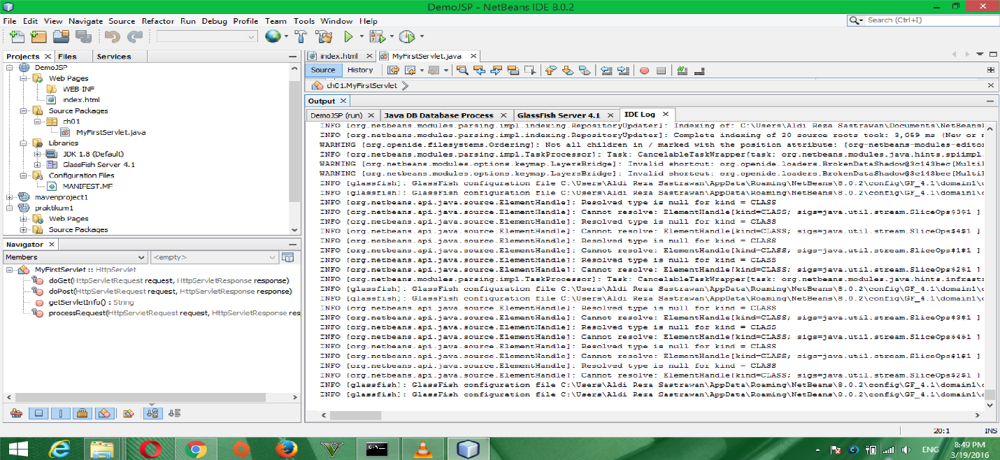 DemoJSP - NetBeans IDE 8.0.2
File Edit View Navigate Source Refactor Run Debug Profile Team Tools Window Help
Search (Ctrl+I)
Projects Files Services
DemoJSP
Web Pages
WEB-INF
index.html
Source Packages
ch01
MyFirstServlet.java
Libraries
JDK 1.8 (Default)
GlassFish Server 4.1
Configuration Files
MANIFEST.MF
mavenproject1
praktikum1
Web Pages
Source Packages
Navigator
Members <empty>
MyFirstServlet :: HttpServlet
doGet(HttpServletRequest request, HttpServletResponse response)
doPost(HttpServletRequest request, HttpServletResponse response)
getServletInfo() : String
processRequest(HttpServletRequest request, HttpServletResponse res
index.html MyFirstServlet.java
Source History
ch01.MyFirstServlet
Output
DemoJSP (run) Java DB Database Process GlassFish Server 4.1 IDE Log
INFO [org.netbeans.modules.parsing.impl.indexing.RepositoryUpdater]: Indexing of: C:\Users\Aldi Reza Sastrawan\Documents\NetBeans
INFO [org.netbeans.modules.parsing.impl.indexing.RepositoryUpdater]: Complete indexing of 20 source roots took: 3,059 ms (New or
WARNING [org.openide.filesystems.Ordering]: Not all children in / marked with the position attribute: [org-netbeans-modules-editor
INFO [org.netbeans.modules.parsing.impl.TaskProcessor]: Task: CancelableTaskWrapper[task: org.netbeans.modules.java.hints.spiimpl.
WARNING [org.netbeans.modules.options.keymap.LayersBridge]: Invalid shortcut: org.openide.loaders.BrokenDataShadow@3c143bec[Multi
WARNING [org.netbeans.modules.options.keymap.LayersBridge]: Invalid shortcut: org.openide.loaders.BrokenDataShadow@3c143bec[Multi
INFO [glassfish]: GlassFish configuration file C:\Users\Aldi Reza Sastrawan\AppData\Roaming\NetBeans\8.0.2\config\GF_4.1\domain1\
INFO [glassfish]: GlassFish configuration file C:\Users\Aldi Reza Sastrawan\AppData\Roaming\NetBeans\8.0.2\config\GF_4.1\domain1\
INFO [org.netbeans.api.java.source.ElementHandle]: Resolved type is null for kind = CLASS
INFO [org.netbeans.api.java.source.ElementHandle]: Cannot resolve: ElementHandle[kind=CLASS; sigs=java.util.stream.SliceOps$3$1 ]
INFO [org.netbeans.api.java.source.ElementHandle]: Resolved type is null for kind = CLASS
INFO [org.netbeans.api.java.source.ElementHandle]: Cannot resolve: ElementHandle[kind=CLASS; sigs=java.util.stream.SliceOps$4$1 ]
INFO [org.netbeans.api.java.source.ElementHandle]: Resolved type is null for kind = CLASS
INFO [org.netbeans.api.java.source.ElementHandle]: Cannot resolve: ElementHandle[kind=CLASS; sigs=java.util.stream.SliceOps$1$1 ]
INFO [org.netbeans.api.java.source.ElementHandle]: Resolved type is null for kind = CLASS
INFO [org.netbeans.api.java.source.ElementHandle]: Cannot resolve: ElementHandle[kind=CLASS; sigs=java.util.stream.SliceOps$2$1 ]
INFO [org.netbeans.modules.parsing.impl.TaskProcessor]: Task: CancelableTaskWrapper[task: org.netbeans.modules.java.hints.infrast
INFO [glassfish]: GlassFish configuration file C:\Users\Aldi Reza Sastrawan\AppData\Roaming\NetBeans\8.0.2\config\GF_4.1\domain1\
INFO [glassfish]: GlassFish configuration file C:\Users\Aldi Reza Sastrawan\AppData\Roaming\NetBeans\8.0.2\config\GF_4.1\domain1\
INFO [org.netbeans.api.java.source.ElementHandle]: Resolved type is null for kind = CLASS
INFO [org.netbeans.api.java.source.ElementHandle]: Cannot resolve: ElementHandle[kind=CLASS; sigs=java.util.stream.SliceOps$3$1 ]
INFO [org.netbeans.api.java.source.ElementHandle]: Resolved type is null for kind = CLASS
INFO [org.netbeans.api.java.source.ElementHandle]: Cannot resolve: ElementHandle[kind=CLASS; sigs=java.util.stream.SliceOps$4$1 ]
INFO [org.netbeans.api.java.source.ElementHandle]: Resolved type is null for kind = CLASS
INFO [org.netbeans.api.java.source.ElementHandle]: Cannot resolve: ElementHandle[kind=CLASS; sigs=java.util.stream.SliceOps$1$1 ]
INFO [org.netbeans.api.java.source.ElementHandle]: Resolved type is null for kind = CLASS
INFO [org.netbeans.api.java.source.ElementHandle]: Cannot resolve: ElementHandle[kind=CLASS; sigs=java.util.stream.SliceOps$2$1 ]
INFO [glassfish]: GlassFish configuration file C:\Users\Aldi Reza Sastrawan\AppData\Roaming\NetBeans\8.0.2\config\GF_4.1\domain1\
INFO [glassfish]: GlassFish configuration file C:\Users\Aldi Reza Sastrawan\AppData\Roaming\NetBeans\8.0.2\config\GF_4.1\domain1\
20:1 INS
ENG
8:49 PM
3/19/2016